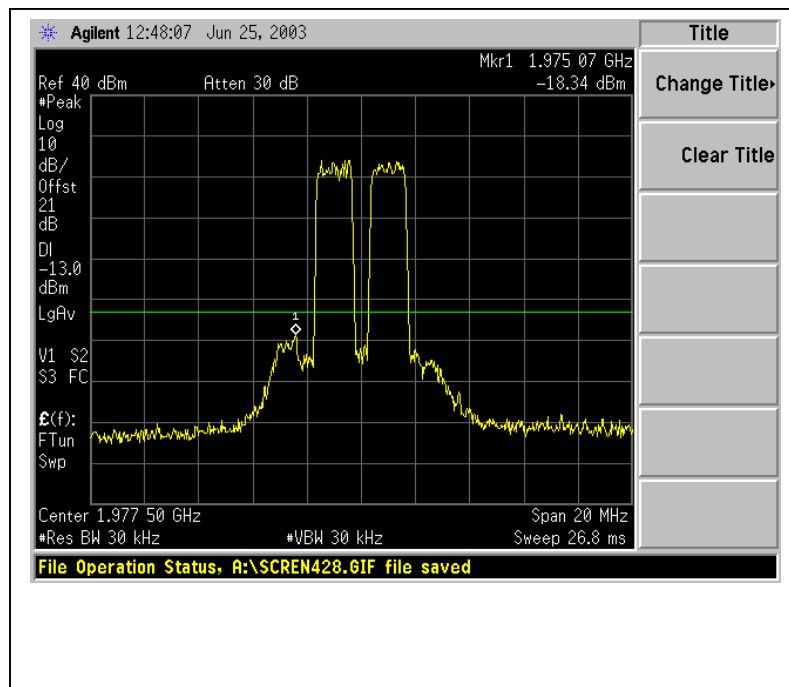 Agilent 12:48:07 Jun 25, 2003
Title
Mkr1 1.975 07 GHz
Ref 40 dBm Atten 30 dB -18.34 dBm
#Peak
Log
10
dB/
Offst
21
dB
DI
-13.0
dBm
LgAv
1
V1 S2
S3 FC
£(f):
FTun
Swp
Center 1.977 50 GHz Span 20 MHz
#Res BW 30 kHz #VBW 30 kHz Sweep 26.8 ms
File Operation Status, A:\SCREN428.GIF file saved
Change Title
Clear Title